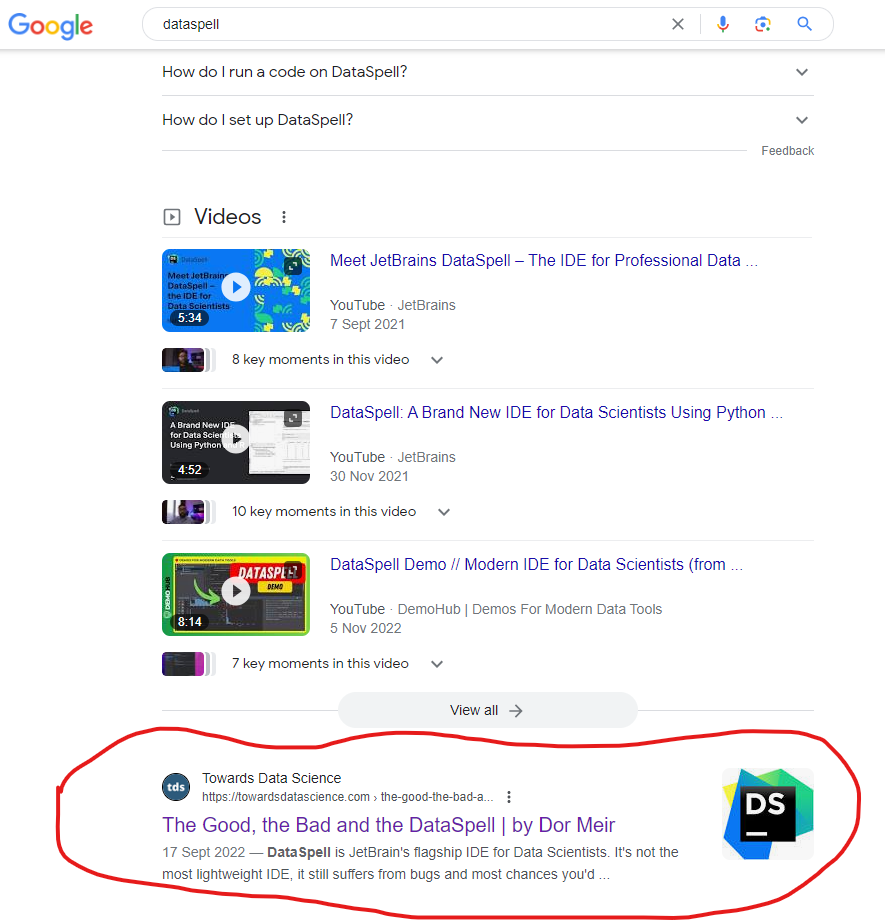 Google
dataspell
How do I run a code on DataSpell?
How do I set up DataSpell?
Feedback
Videos
DataSpell
Meet JetBrains
DataSpell –
the IDE for
Data Scientists
5:34
Meet JetBrains DataSpell – The IDE for Professional Data ...
YouTube · JetBrains
7 Sept 2021
8 key moments in this video
DataSpell
A Brand New IDE
for Data Scientists
Using Python
4:52
DataSpell: A Brand New IDE for Data Scientists Using Python ...
YouTube · JetBrains
30 Nov 2021
10 key moments in this video
DEMOS FOR MODERN DATA TOOLS
DEMO HUB
DATASPELL
DEMO
8:14
DataSpell Demo // Modern IDE for Data Scientists (from ...
YouTube · DemoHub | Demos For Modern Data Tools
5 Nov 2022
7 key moments in this video
View all
tds
Towards Data Science
https://towardsdatascience.com › the-good-the-bad-a...
The Good, the Bad and the DataSpell | by Dor Meir
DS
17 Sept 2022 — DataSpell is JetBrain's flagship IDE for Data Scientists. It's not the
most lightweight IDE, it still suffers from bugs and most chances you'd ...